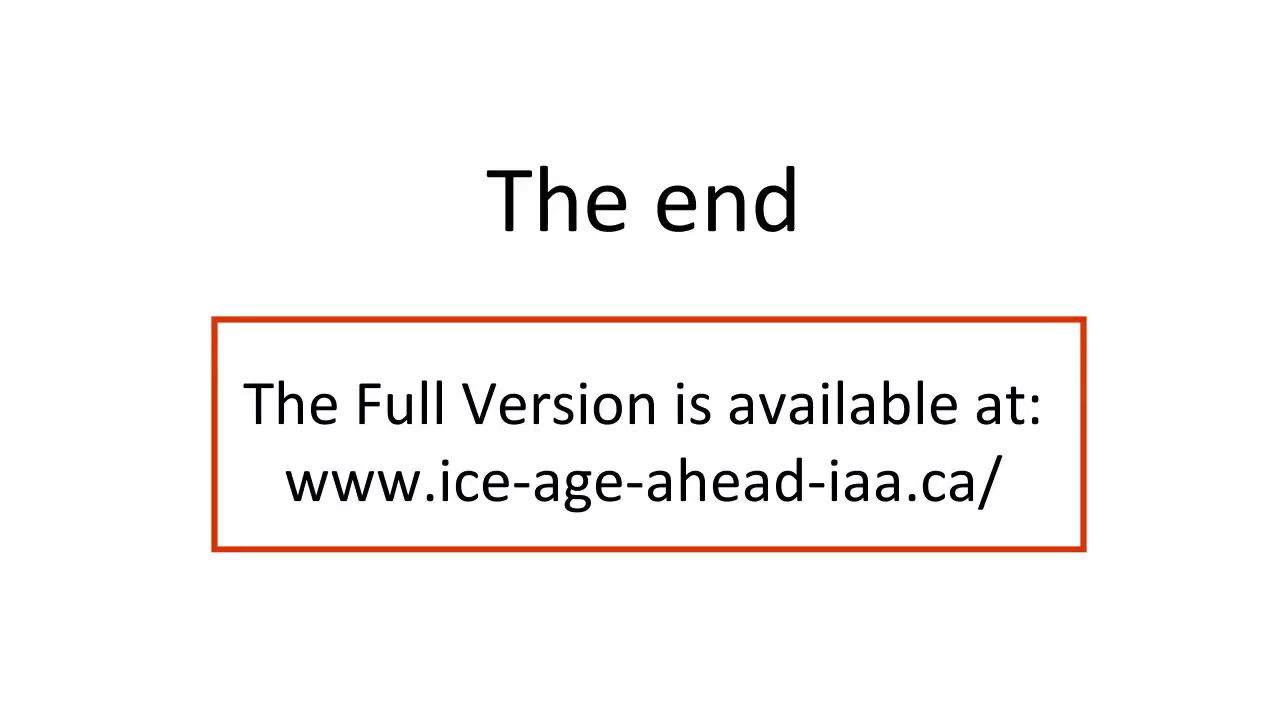 The end
The Full Version is available at:
www.ice-age-ahead-iaa.ca/